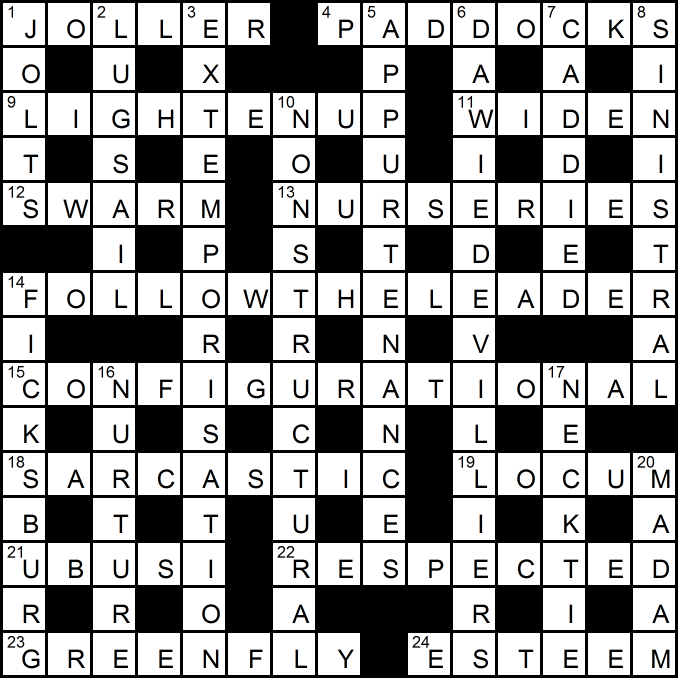 1 2 3 4 5 6 7 8
J O L L E R P A D D O C K S
O U X P A A I
9 10 11
L I G H T E N U P W I D E N
T S E O U I D I
12 13
S W A R M N U R S E R I E S
I P S T D E T
14
F O L L O W T H E L E A D E R
I R R N V A
15 16 17
C O N F I G U R A T I O N A L
K U S C N L E
18 19 20
S A R C A S T I C L O C U M
B T T U E I K A
21 22
U B U S I R E S P E C T E D
R R O A R I A
23 24
G R E E N F L Y E S T E E M